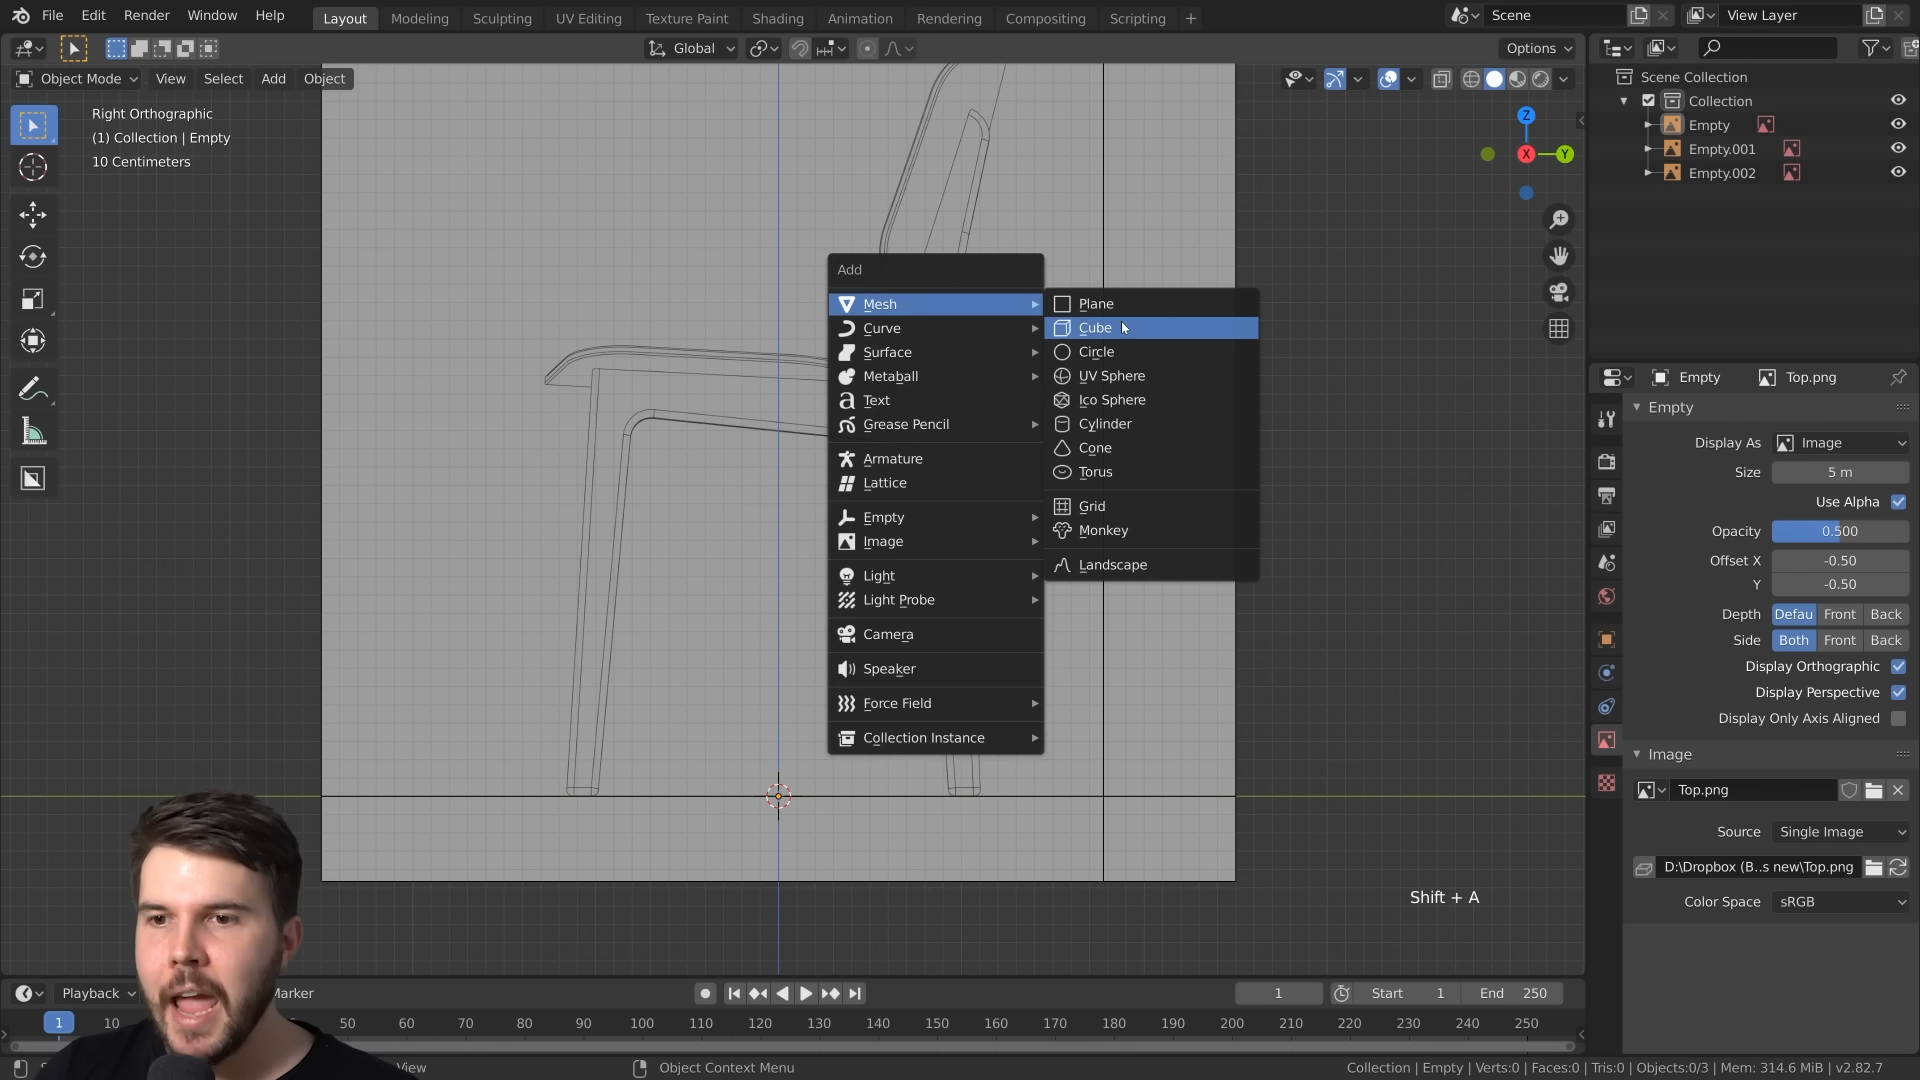 File Edit Render Window Help
Layout Modeling Sculpting UV Editing Texture Paint Shading Animation Rendering Compositing Scripting +
Scene
View Layer
Global
Options
Object Mode View Select Add Object
Right Orthographic
(1) Collection | Empty
10 Centimeters
Z
X
Y
Scene Collection
Collection
Empty
Empty.001
Empty.002
Add
Mesh
Curve
Surface
Metaball
Text
Grease Pencil
Armature
Lattice
Empty
Image
Light
Light Probe
Camera
Speaker
Force Field
Collection Instance
Plane
Cube
Circle
UV Sphere
Ico Sphere
Cylinder
Cone
Torus
Grid
Monkey
Landscape
Empty Top.png
Empty
Display As Image
Size 5 m
Use Alpha
Opacity 0.500
Offset X -0.50
Y -0.50
Depth Defau Front Back
Side Both Front Back
Display Orthographic
Display Perspective
Display Only Axis Aligned
Image
Top.png
Source Single Image
D:\Dropbox (B..s new\Top.png
Color Space sRGB
Shift + A
Playback Marker
1 Start 1 End 250
1 10 50 60 70 80 90 100 110 120 130 140 150 160 170 180 190 200 210 220 230 240 250
View
Object Context Menu
Collection | Empty | Verts:0 | Faces:0 | Tris:0 | Objects:0/3 | Mem: 314.6 MiB | v2.82.7